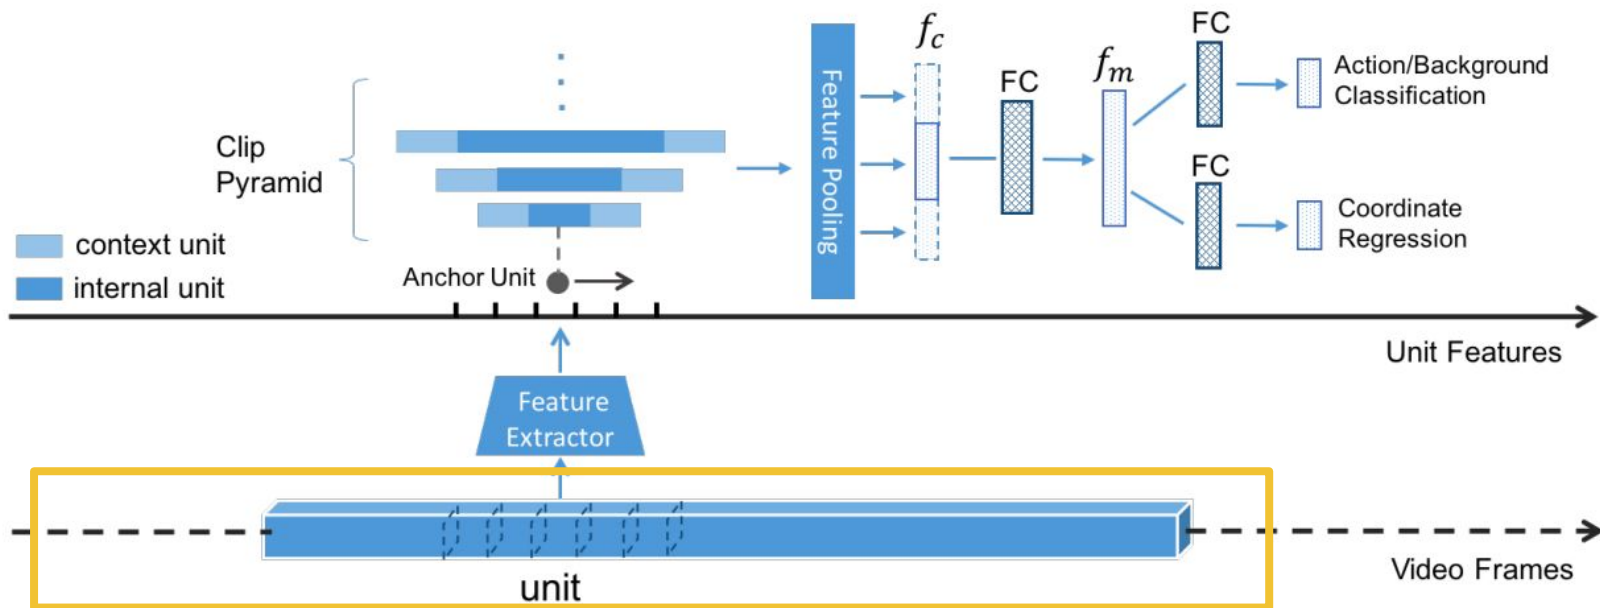 Clip
Pyramid
context unit
internal unit
Anchor Unit
Feature Pooling
f_c
FC
f_m
FC
Action/Background
Classification
FC
Coordinate
Regression
Unit Features
Feature
Extractor
unit
Video Frames